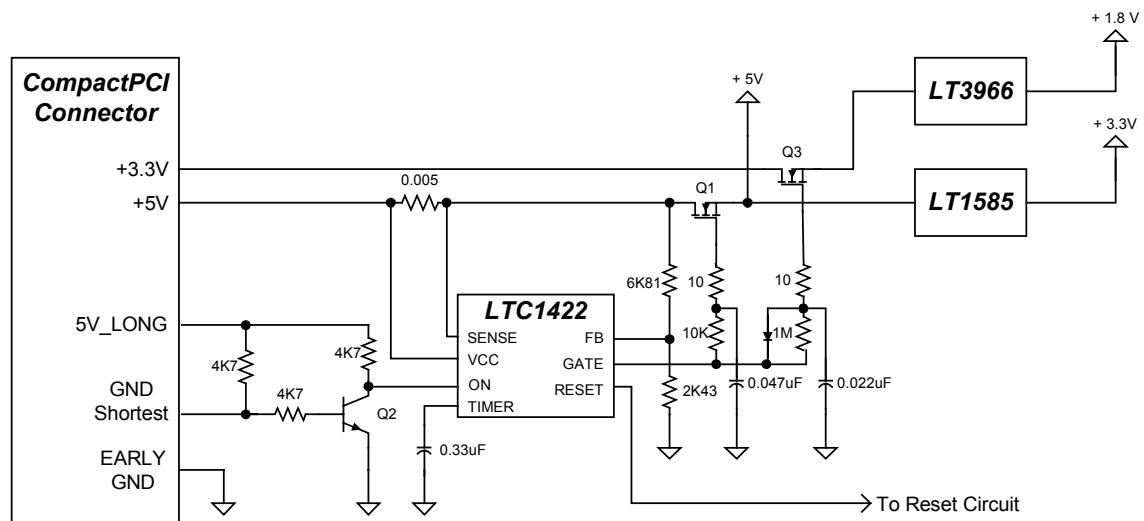 CompactPCI
Connector
+3.3V
+5V
5V_LONG
GND
Shortest
EARLY
GND
0.005
4K7
4K7
4K7
Q2
0.33uF
LTC1422
SENSE
VCC
ON
TIMER
FB
GATE
RESET
6K81
2K43
Q1
10
10K
0.047uF
+ 5V
Q3
10
1M
0.022uF
LT3966
+ 1.8 V
LT1585
+ 3.3V
To Reset Circuit